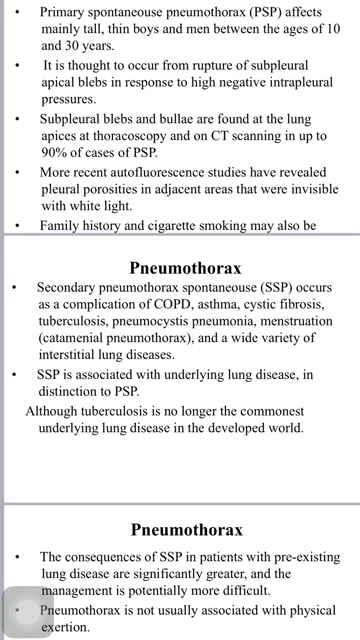 • Primary spontaneouse pneumothorax (PSP) affects
mainly tall, thin boys and men between the ages of 10
and 30 years.
• It is thought to occur from rupture of subpleural
apical blebs in response to high negative intrapleural
pressures.
• Subpleural blebs and bullae are found at the lung
apices at thoracoscopy and on CT scanning in up to
90% of cases of PSP.
• More recent autofluorescence studies have revealed
pleural porosities in adjacent areas that were invisible
with white light.
• Family history and cigarette smoking may also be
Pneumothorax
• Secondary pneumothorax spontaneouse (SSP) occurs
as a complication of COPD, asthma, cystic fibrosis,
tuberculosis, pneumocystis pneumonia, menstruation
(catamenial pneumothorax), and a wide variety of
interstitial lung diseases.
• SSP is associated with underlying lung disease, in
distinction to PSP.
Although tuberculosis is no longer the commonest
underlying lung disease in the developed world.
Pneumothorax
• The consequences of SSP in patients with pre-existing
lung disease are significantly greater, and the
management is potentially more difficult.
• Pneumothorax is not usually associated with physical
exertion.